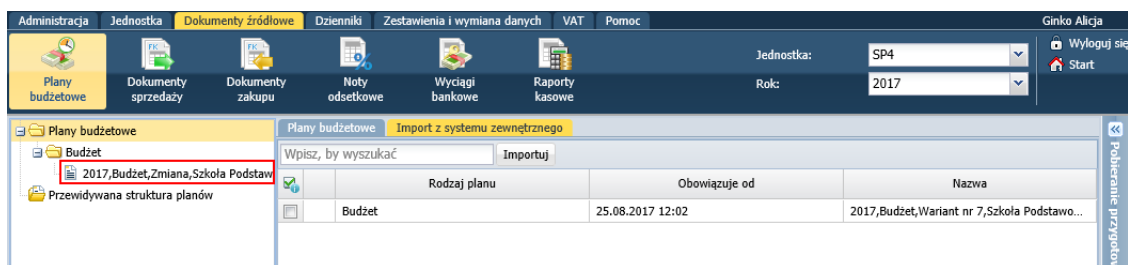 Administracja Jednostka Dokumenty źródłowe Dzienniki Zestawienia i wymiana danych VAT Pomoc Ginko Alicja
Plany budżetowe
Dokumenty sprzedaży
Dokumenty zakupu
Noty odsetkowe
Wyciągi bankowe
Raporty kasowe
Jednostka: SP4
Rok: 2017
Wyloguj się
Start
Plany budżetowe
Budżet
2017,Budżet,Zmiana,Szkoła Podstaw
Przewidywana struktura planów
Plany budżetowe Import z systemu zewnętrznego
Wpisz, by wyszukać Importuj
Rodzaj planu Obowiązuje od Nazwa
Budżet 25.08.2017 12:02 2017,Budżet,Wariant nr 7,Szkoła Podstawo...
Pobieranie przygotow